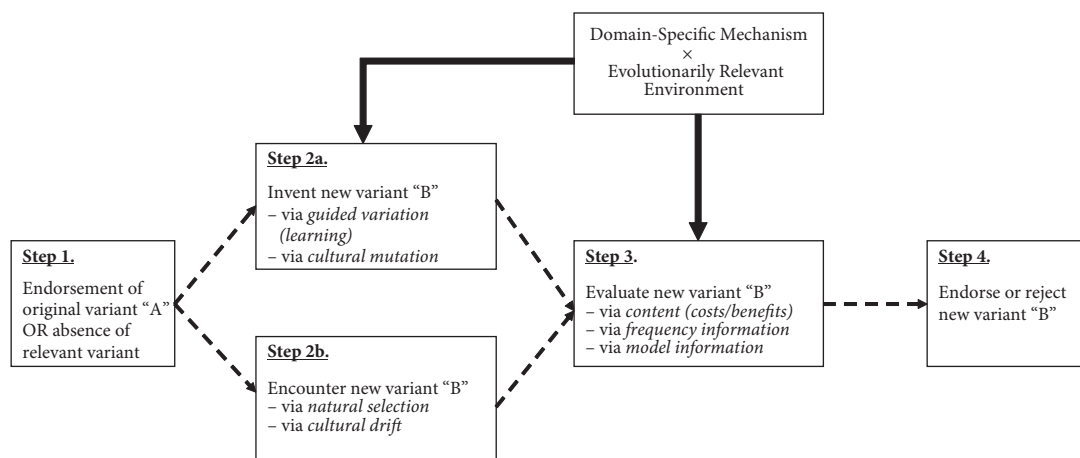 Domain-Specific Mechanism
×
Evolutionarily Relevant
Environment
Step 1.
Endorsement of
original variant “A”
OR absence of
relevant variant
Step 2a.
Invent new variant “B”
– via guided variation
(learning)
– via cultural mutation
Step 2b.
Encounter new variant “B”
– via natural selection
– via cultural drift
Step 3.
Evaluate new variant “B”
– via content (costs/benefits)
– via frequency information
– via model information
Step 4.
Endorse or reject
new variant “B”